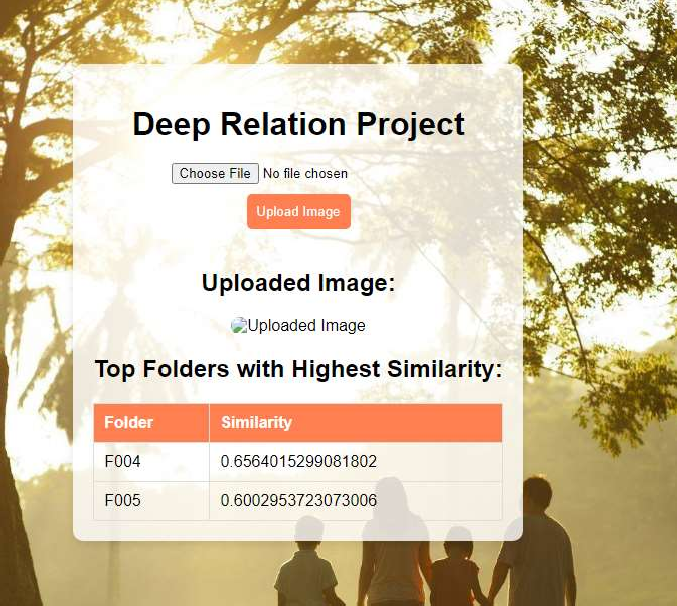 Deep Relation Project
Choose File No file chosen
Upload Image
Uploaded Image:
Uploaded Image
Top Folders with Highest Similarity:
Folder Similarity
F004 0.6564015299081802
F005 0.6002953723073006